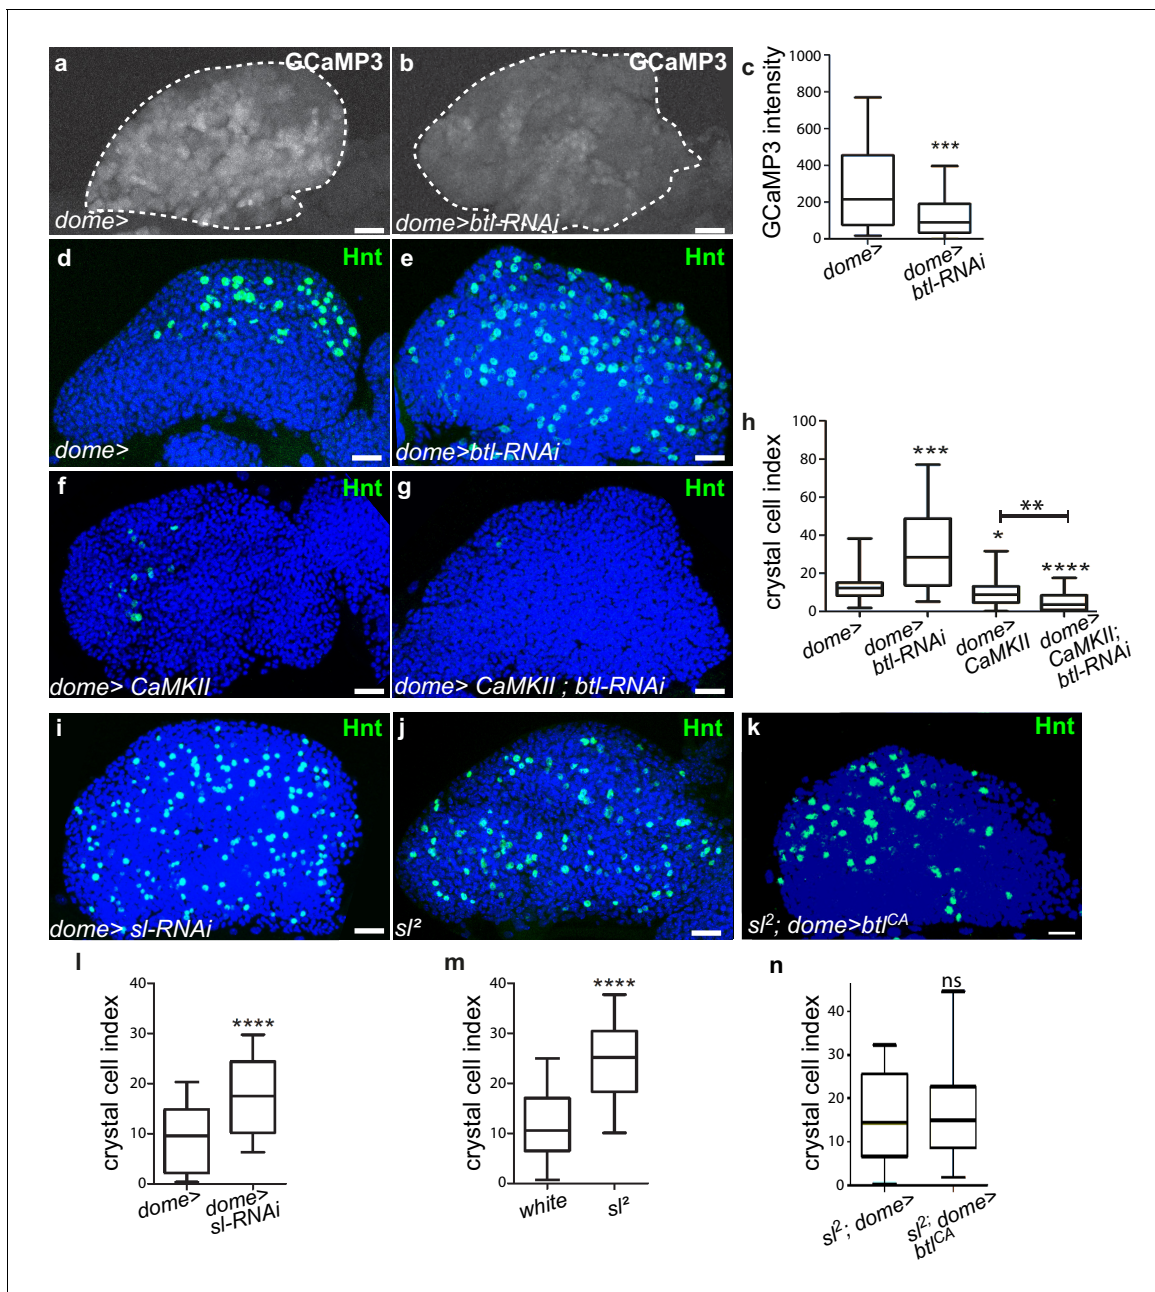 a
GCaMP3
dome>
b
GCaMP3
dome>btl-RNAi
c
GCaMP3 intensity
1000
800
600
400
200
0
***
dome>
dome>
btl-RNAi
d
Hnt
dome>
e
Hnt
dome>btl-RNAi
f
Hnt
dome> CaMKII
g
Hnt
dome> CaMKII ; btl-RNAi
h
crystal cell index
100
80
60
40
20
0
***
*
**
****
dome>
dome>
btl-RNAi
dome>
CaMKII
dome>
CaMKII;
btl-RNAi
i
Hnt
dome> sl-RNAi
j
Hnt
sl²
k
Hnt
sl²; dome>btlᶜᴬ
l
crystal cell index
40
30
20
10
0
****
dome>
dome>
sl-RNAi
m
crystal cell index
40
30
20
10
0
****
white
sl²
n
crystal cell index
40
30
20
10
0
ns
sl²; dome>
sl²; dome>
btlᶜᴬ